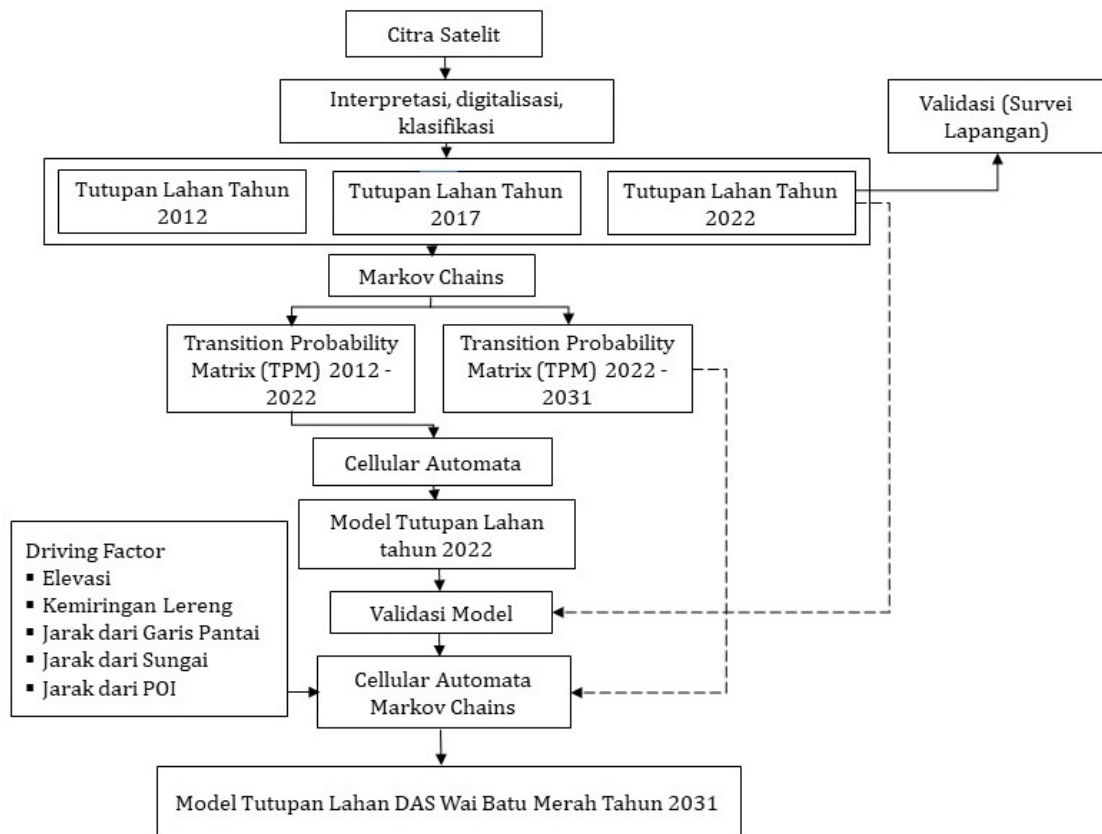 Citra Satelit
Interpretasi, digitalisasi,
klasifikasi
Validasi (Survei
Lapangan)
Tutupan Lahan Tahun
2012
Tutupan Lahan Tahun
2017
Tutupan Lahan Tahun
2022
Markov Chains
Transition Probability
Matrix (TPM) 2012 -
2022
Transition Probability
Matrix (TPM) 2022 -
2031
Cellular Automata
Model Tutupan Lahan
tahun 2022
Driving Factor
▪ Elevasi
▪ Kemiringan Lereng
▪ Jarak dari Garis Pantai
▪ Jarak dari Sungai
▪ Jarak dari POI
Validasi Model
Cellular Automata
Markov Chains
Model Tutupan Lahan DAS Wai Batu Merah Tahun 2031